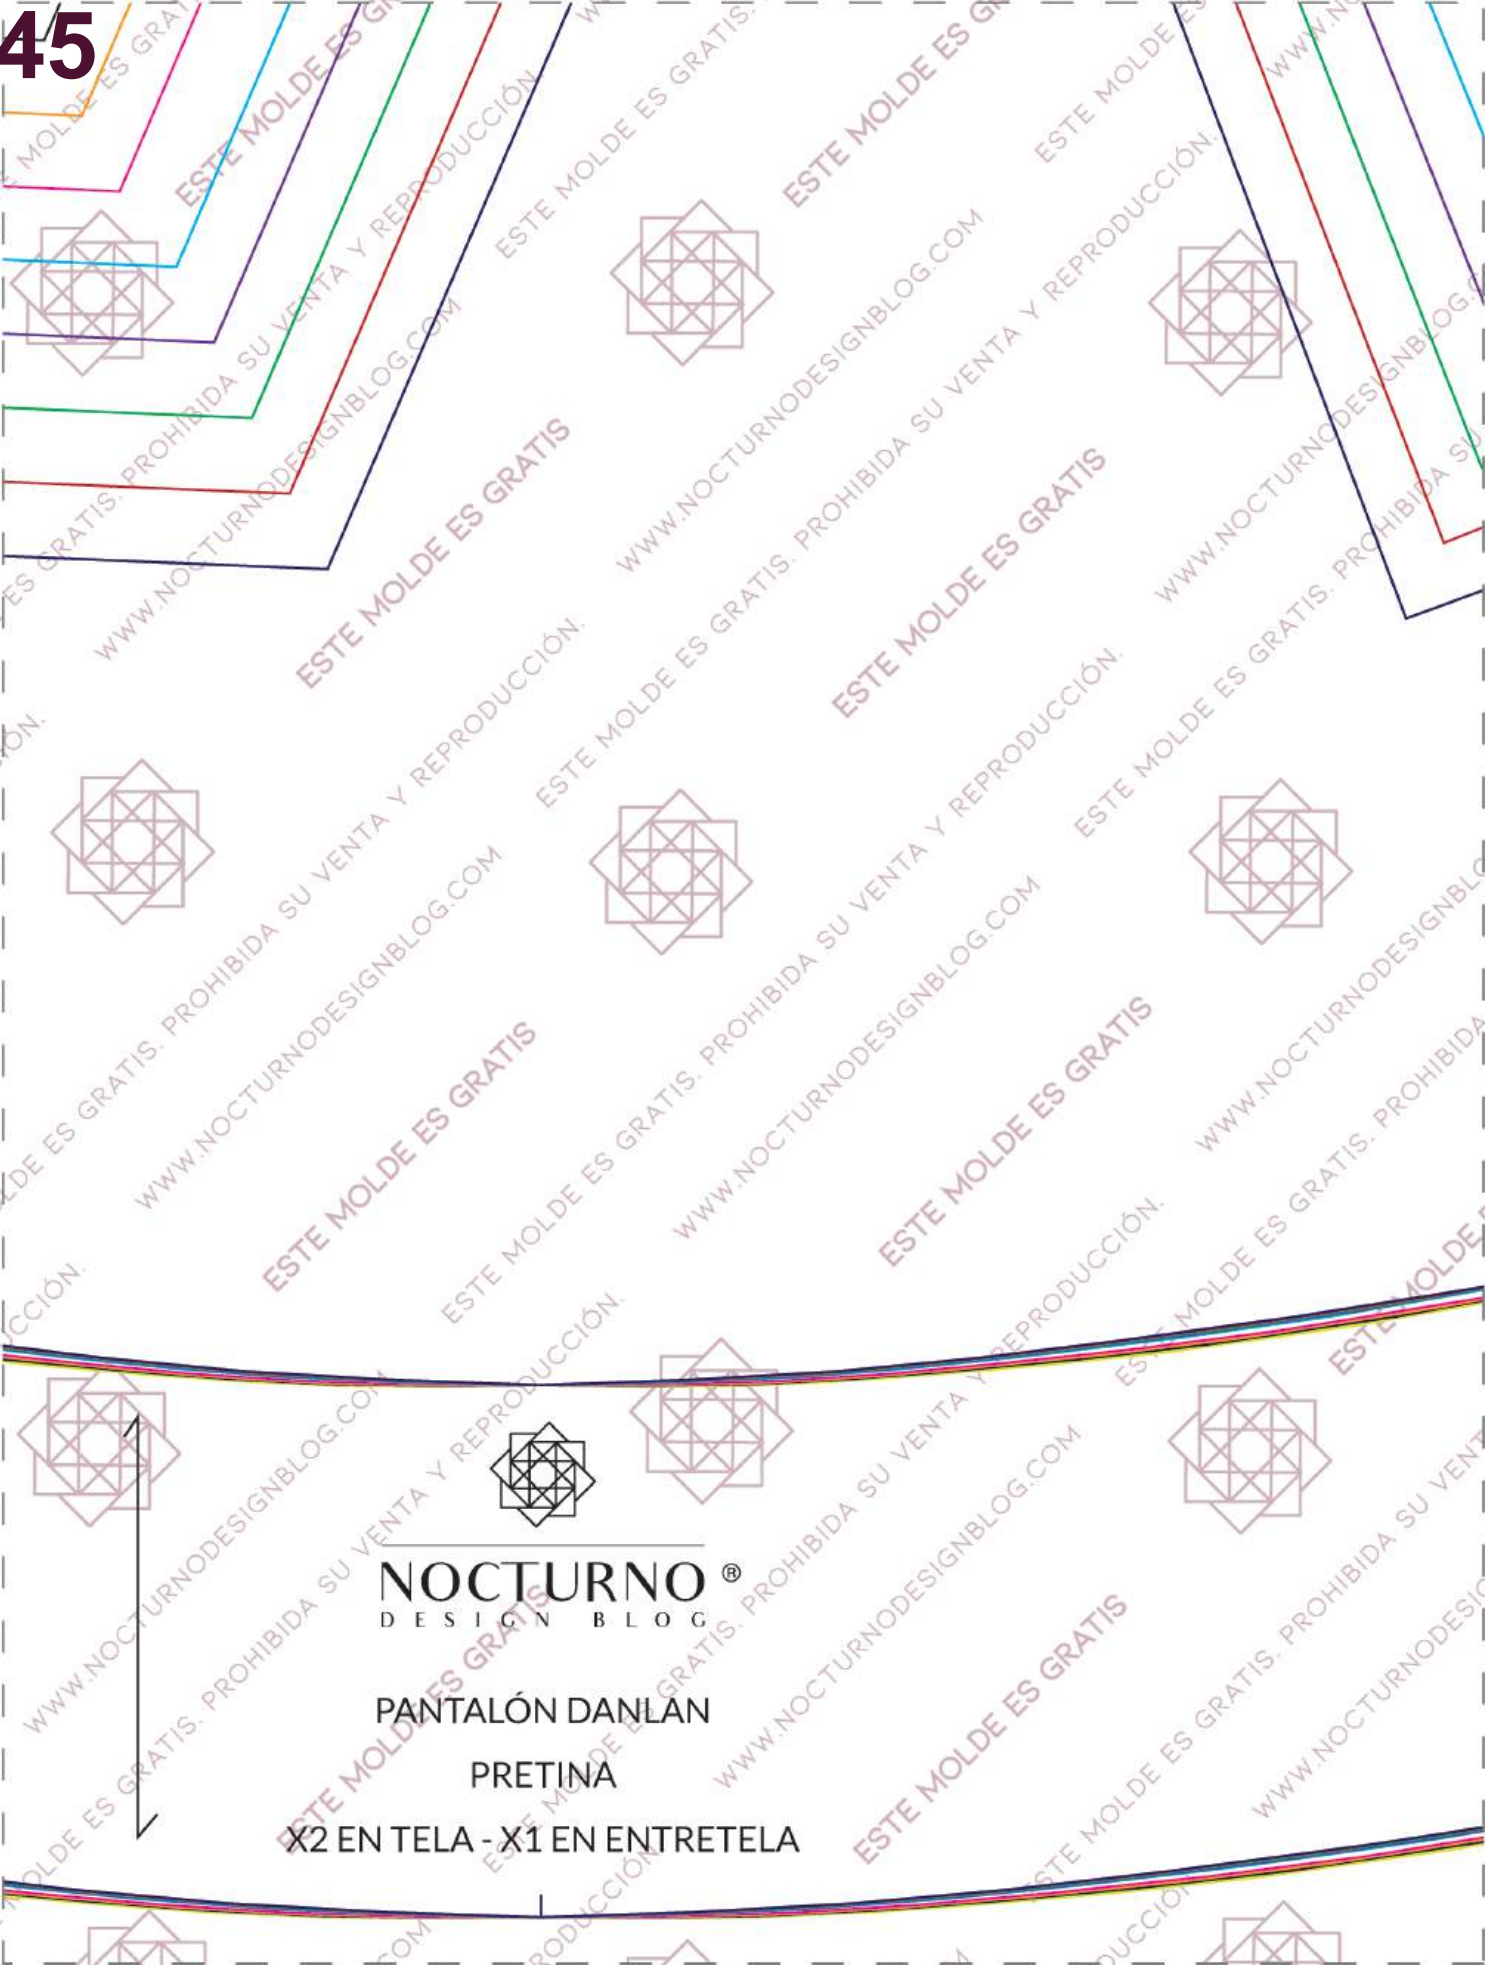 45
NOCTURNO ®
DESIGN BLOG
PANTALÓN DANLAN
PRETINA
X2 EN TELA - X1 EN ENTRETELA
ESTE MOLDE ES GRATIS
ESTE MOLDE ES GRATIS. PROHIBIDA SU VENTA Y REPRODUCCIÓN.
WWW.NOCTURNODESIGNBLOG.COM